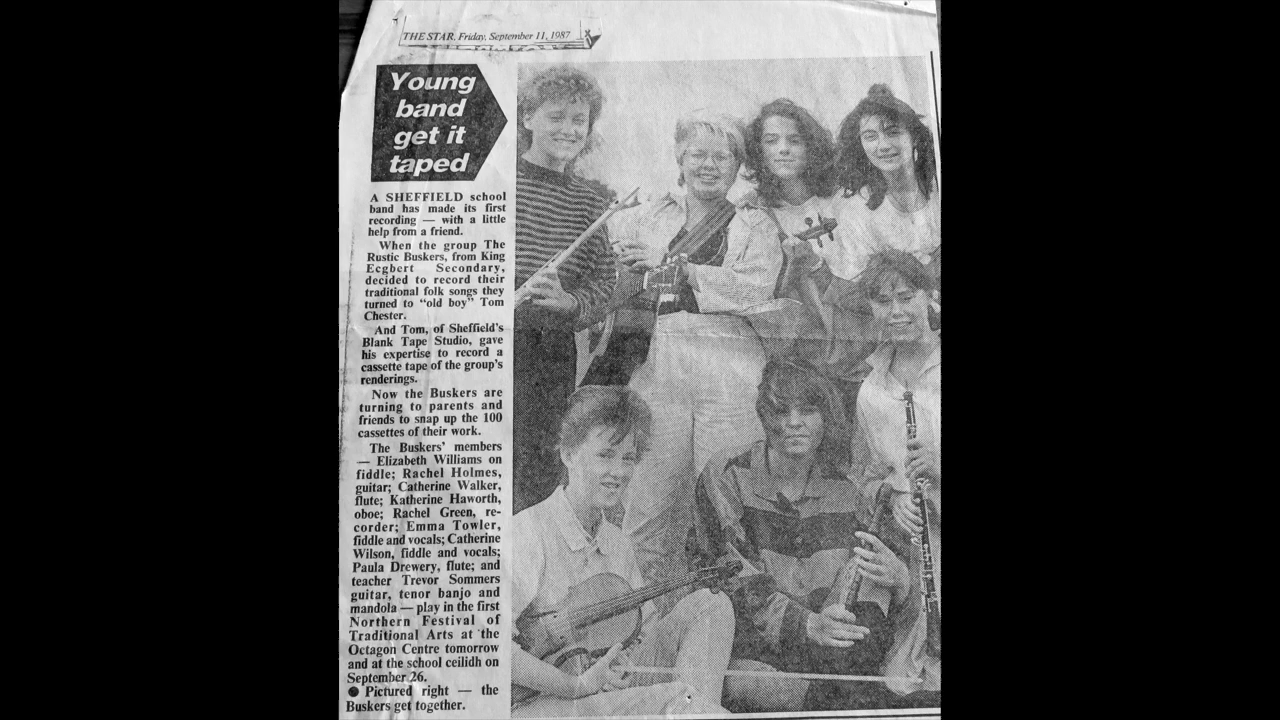 THE STAR, Friday, September 11, 1987
Young
band
get it
taped
A SHEFFIELD school
band has made its first
recording — with a little
help from a friend.
When the group The
Rustic Buskers, from King
Ecgbert Secondary,
decided to record their
traditional folk songs they
turned to "old boy" Tom
Chester.
And Tom, of Sheffield's
Blank Tape Studio, gave
his expertise to record a
cassette tape of the group's
renderings.
Now the Buskers are
turning to parents and
friends to snap up the 100
cassettes of their work.
The Buskers' members
— Elizabeth Williams on
fiddle; Rachel Holmes,
guitar; Catherine Walker,
flute; Katherine Haworth,
oboe; Rachel Green, re-
corder; Emma Towler,
fiddle and vocals; Catherine
Wilson, fiddle and vocals;
Paula Drewery, flute; and
teacher Trevor Sommers
guitar, tenor banjo and
mandola — play in the first
Northern Festival of
Traditional Arts at the
Octagon Centre tomorrow
and at the school ceilidh on
September 26.
● Pictured right — the
Buskers get together.